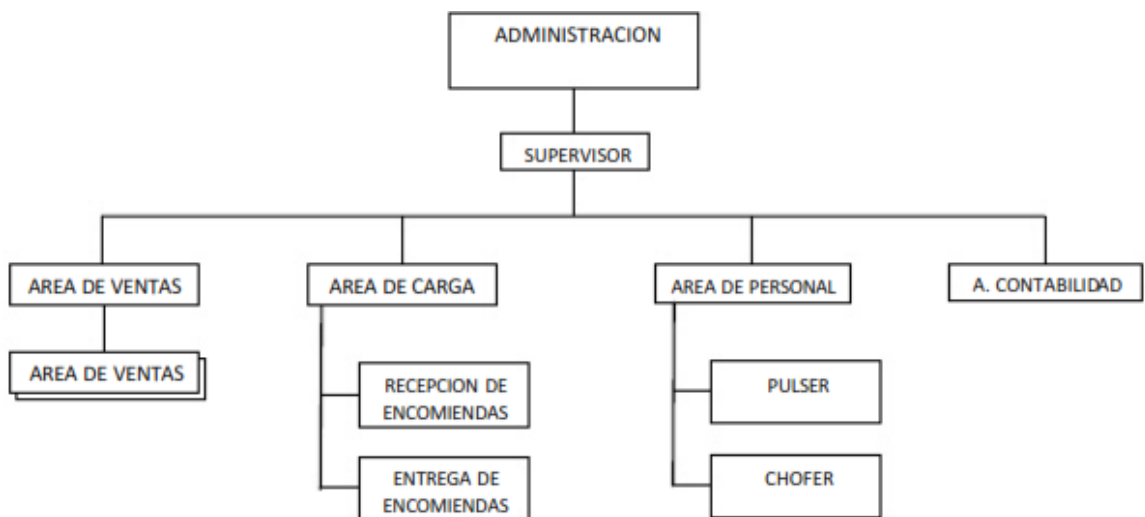 ADMINISTRACION
SUPERVISOR
AREA DE VENTAS
AREA DE CARGA
AREA DE PERSONAL
A. CONTABILIDAD
AREA DE VENTAS
RECEPCION DE
ENCOMIENDAS
PULSER
ENTREGA DE
ENCOMIENDAS
CHOFER